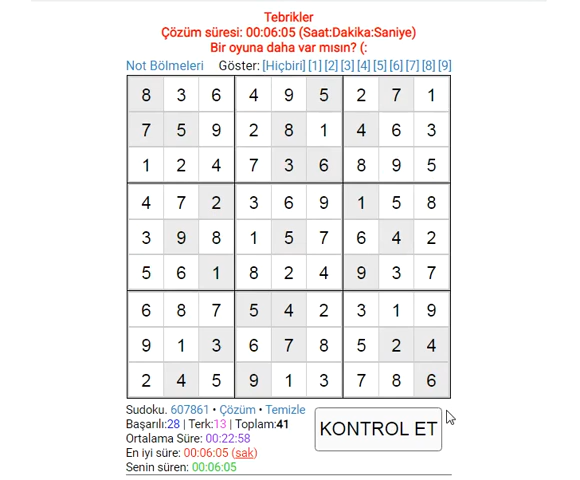 Tebrikler
Çözüm süresi: 00:06:05 (Saat:Dakika:Saniye)
Bir oyuna daha var mısın? (:
Not Bölmeleri Göster: [Hiçbiri] [1] [2] [3] [4] [5] [6] [7] [8] [9]
8 3 6 4 9 5 2 7 1
7 5 9 2 8 1 4 6 3
1 2 4 7 3 6 8 9 5
4 7 2 3 6 9 1 5 8
3 9 8 1 5 7 6 4 2
5 6 1 8 2 4 9 3 7
6 8 7 5 4 2 3 1 9
9 1 3 6 7 8 5 2 4
2 4 5 9 1 3 7 8 6
Sudoku. 607861 • Çözüm • Temizle
Başarılı:28 | Terk:13 | Toplam:41
Ortalama Süre: 00:22:58
En iyi süre: 00:06:05 (sak)
Senin süren: 00:06:05
KONTROL ET